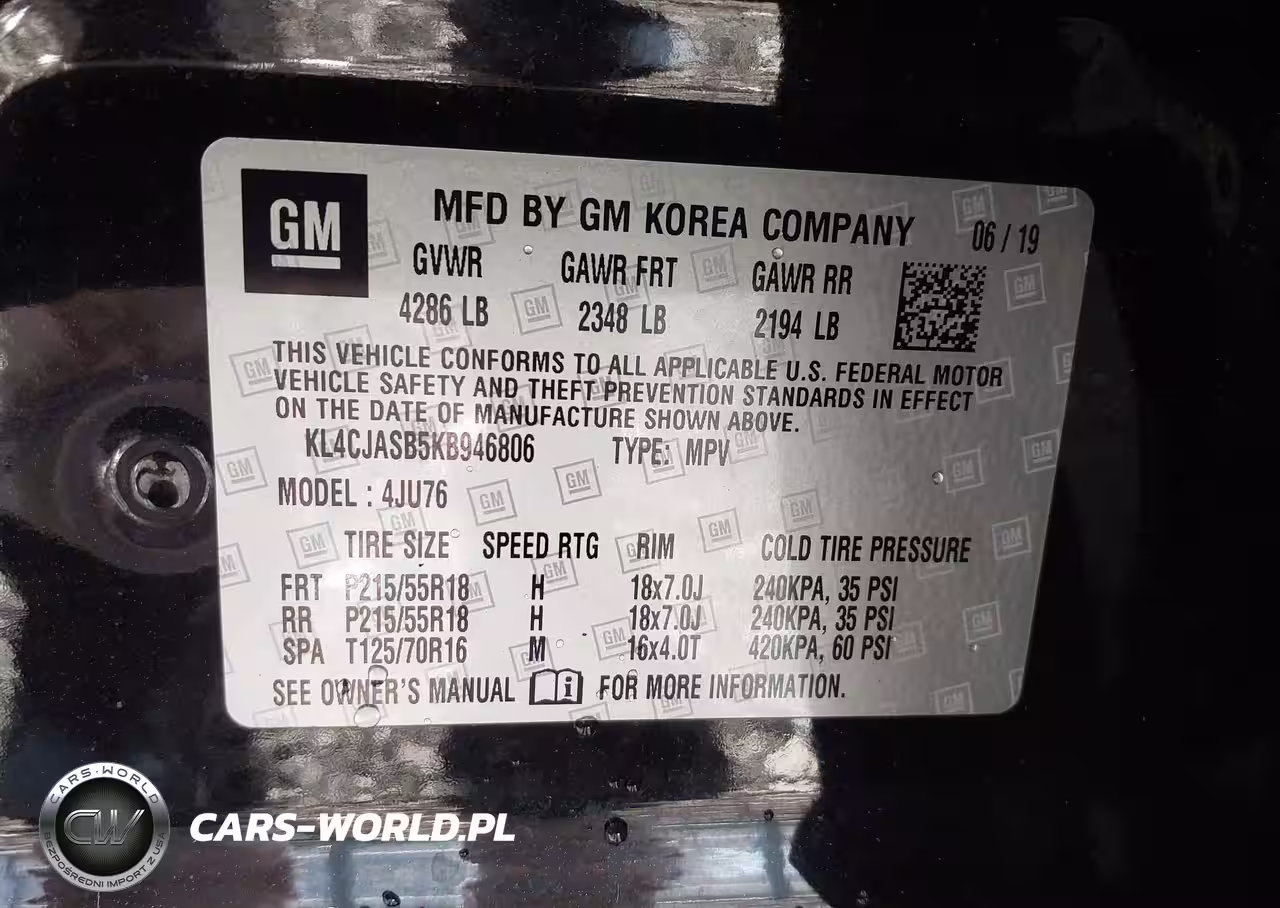 GM
MFD BY GM KOREA COMPANY 06 / 19
GVWR GAWR FRT GAWR RR
4286 LB 2348 LB 2194 LB
THIS VEHICLE CONFORMS TO ALL APPLICABLE U.S. FEDERAL MOTOR
VEHICLE SAFETY AND THEFT PREVENTION STANDARDS IN EFFECT
ON THE DATE OF MANUFACTURE SHOWN ABOVE.
KL4CJASB5KB946806 TYPE: MPV
MODEL : 4JU76
TIRE SIZE SPEED RTG RIM COLD TIRE PRESSURE
FRT P215/55R18 H 18x7.0J 240KPA, 35 PSI
RR P215/55R18 H 18x7.0J 240KPA, 35 PSI
SPA T125/70R16 M 16x4.0T 420KPA, 60 PSI
SEE OWNER'S MANUAL i FOR MORE INFORMATION.
CARS-WORLD
CW
BEZPOŚREDNI IMPORT Z USA
CARS-WORLD.PL